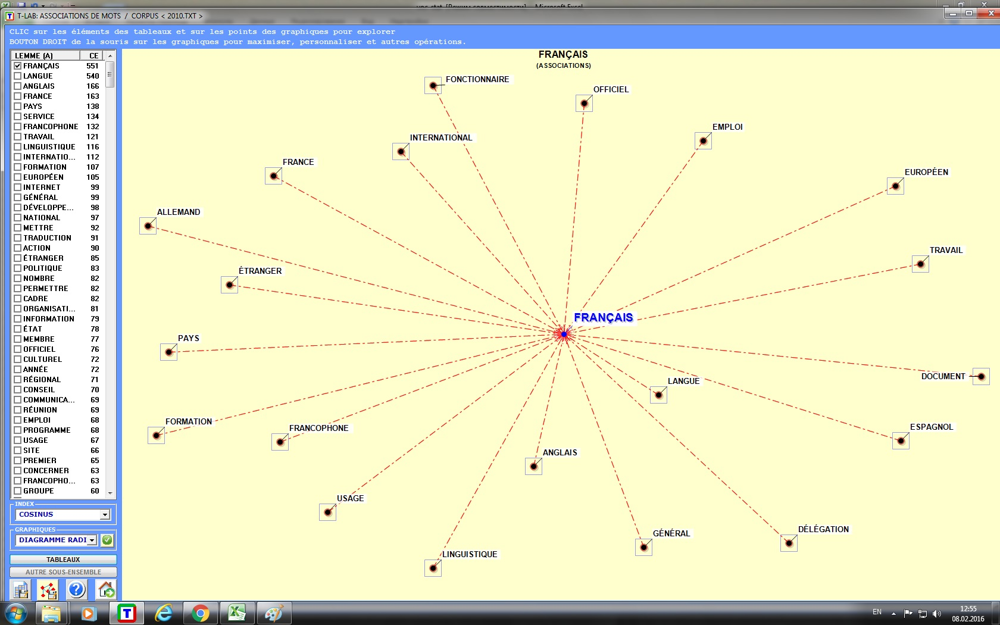 voc_stat [Режим совместимости] - Microsoft Excel
T-LAB: ASSOCIATIONS DE MOTS / CORPUS < 2010.TXT >
CLIC sur les éléments des tableaux et sur les points des graphiques pour explorer
BOUTON DROIT de la souris sur les graphiques pour maximiser, personnaliser et autres opérations.
LEMME (A) CE
FRANÇAIS 551
LANGUE 540
ANGLAIS 166
FRANCE 163
PAYS 138
SERVICE 134
FRANCOPHONE 132
TRAVAIL 121
LINGUISTIQUE 116
INTERNATIO... 112
FORMATION 107
EUROPÉEN 105
INTERNET 99
GÉNÉRAL 99
DÉVELOPPE... 98
NATIONAL 97
METTRE 92
TRADUCTION 91
ACTION 90
ÉTRANGER 85
POLITIQUE 83
NOMBRE 82
PERMETTRE 82
CADRE 82
ORGANISATI... 81
INFORMATION 79
ÉTAT 78
MEMBRE 77
OFFICIEL 76
CULTUREL 72
ANNÉE 72
RÉGIONAL 71
CONSEIL 70
COMMUNICA... 69
RÉUNION 69
EMPLOI 68
PROGRAMME 68
USAGE 67
SITE 66
PREMIER 65
CONCERNER 63
FRANCOPHO... 63
GROUPE 60
INDEX
COSINUS
GRAPHIQUES
DIAGRAMME RADI
TABLEAUX
AUTRE SOUS-ENSEMBLE
FRANÇAIS
(ASSOCIATIONS)
FONCTIONNAIRE
OFFICIEL
EMPLOI
INTERNATIONAL
FRANCE
EUROPÉEN
ALLEMAND
TRAVAIL
ÉTRANGER
FRANÇAIS
PAYS
DOCUMENT
LANGUE
FORMATION
FRANCOPHONE
ESPAGNOL
ANGLAIS
USAGE
GÉNÉRAL
DÉLÉGATION
LINGUISTIQUE
EN
12:55
08.02.2016